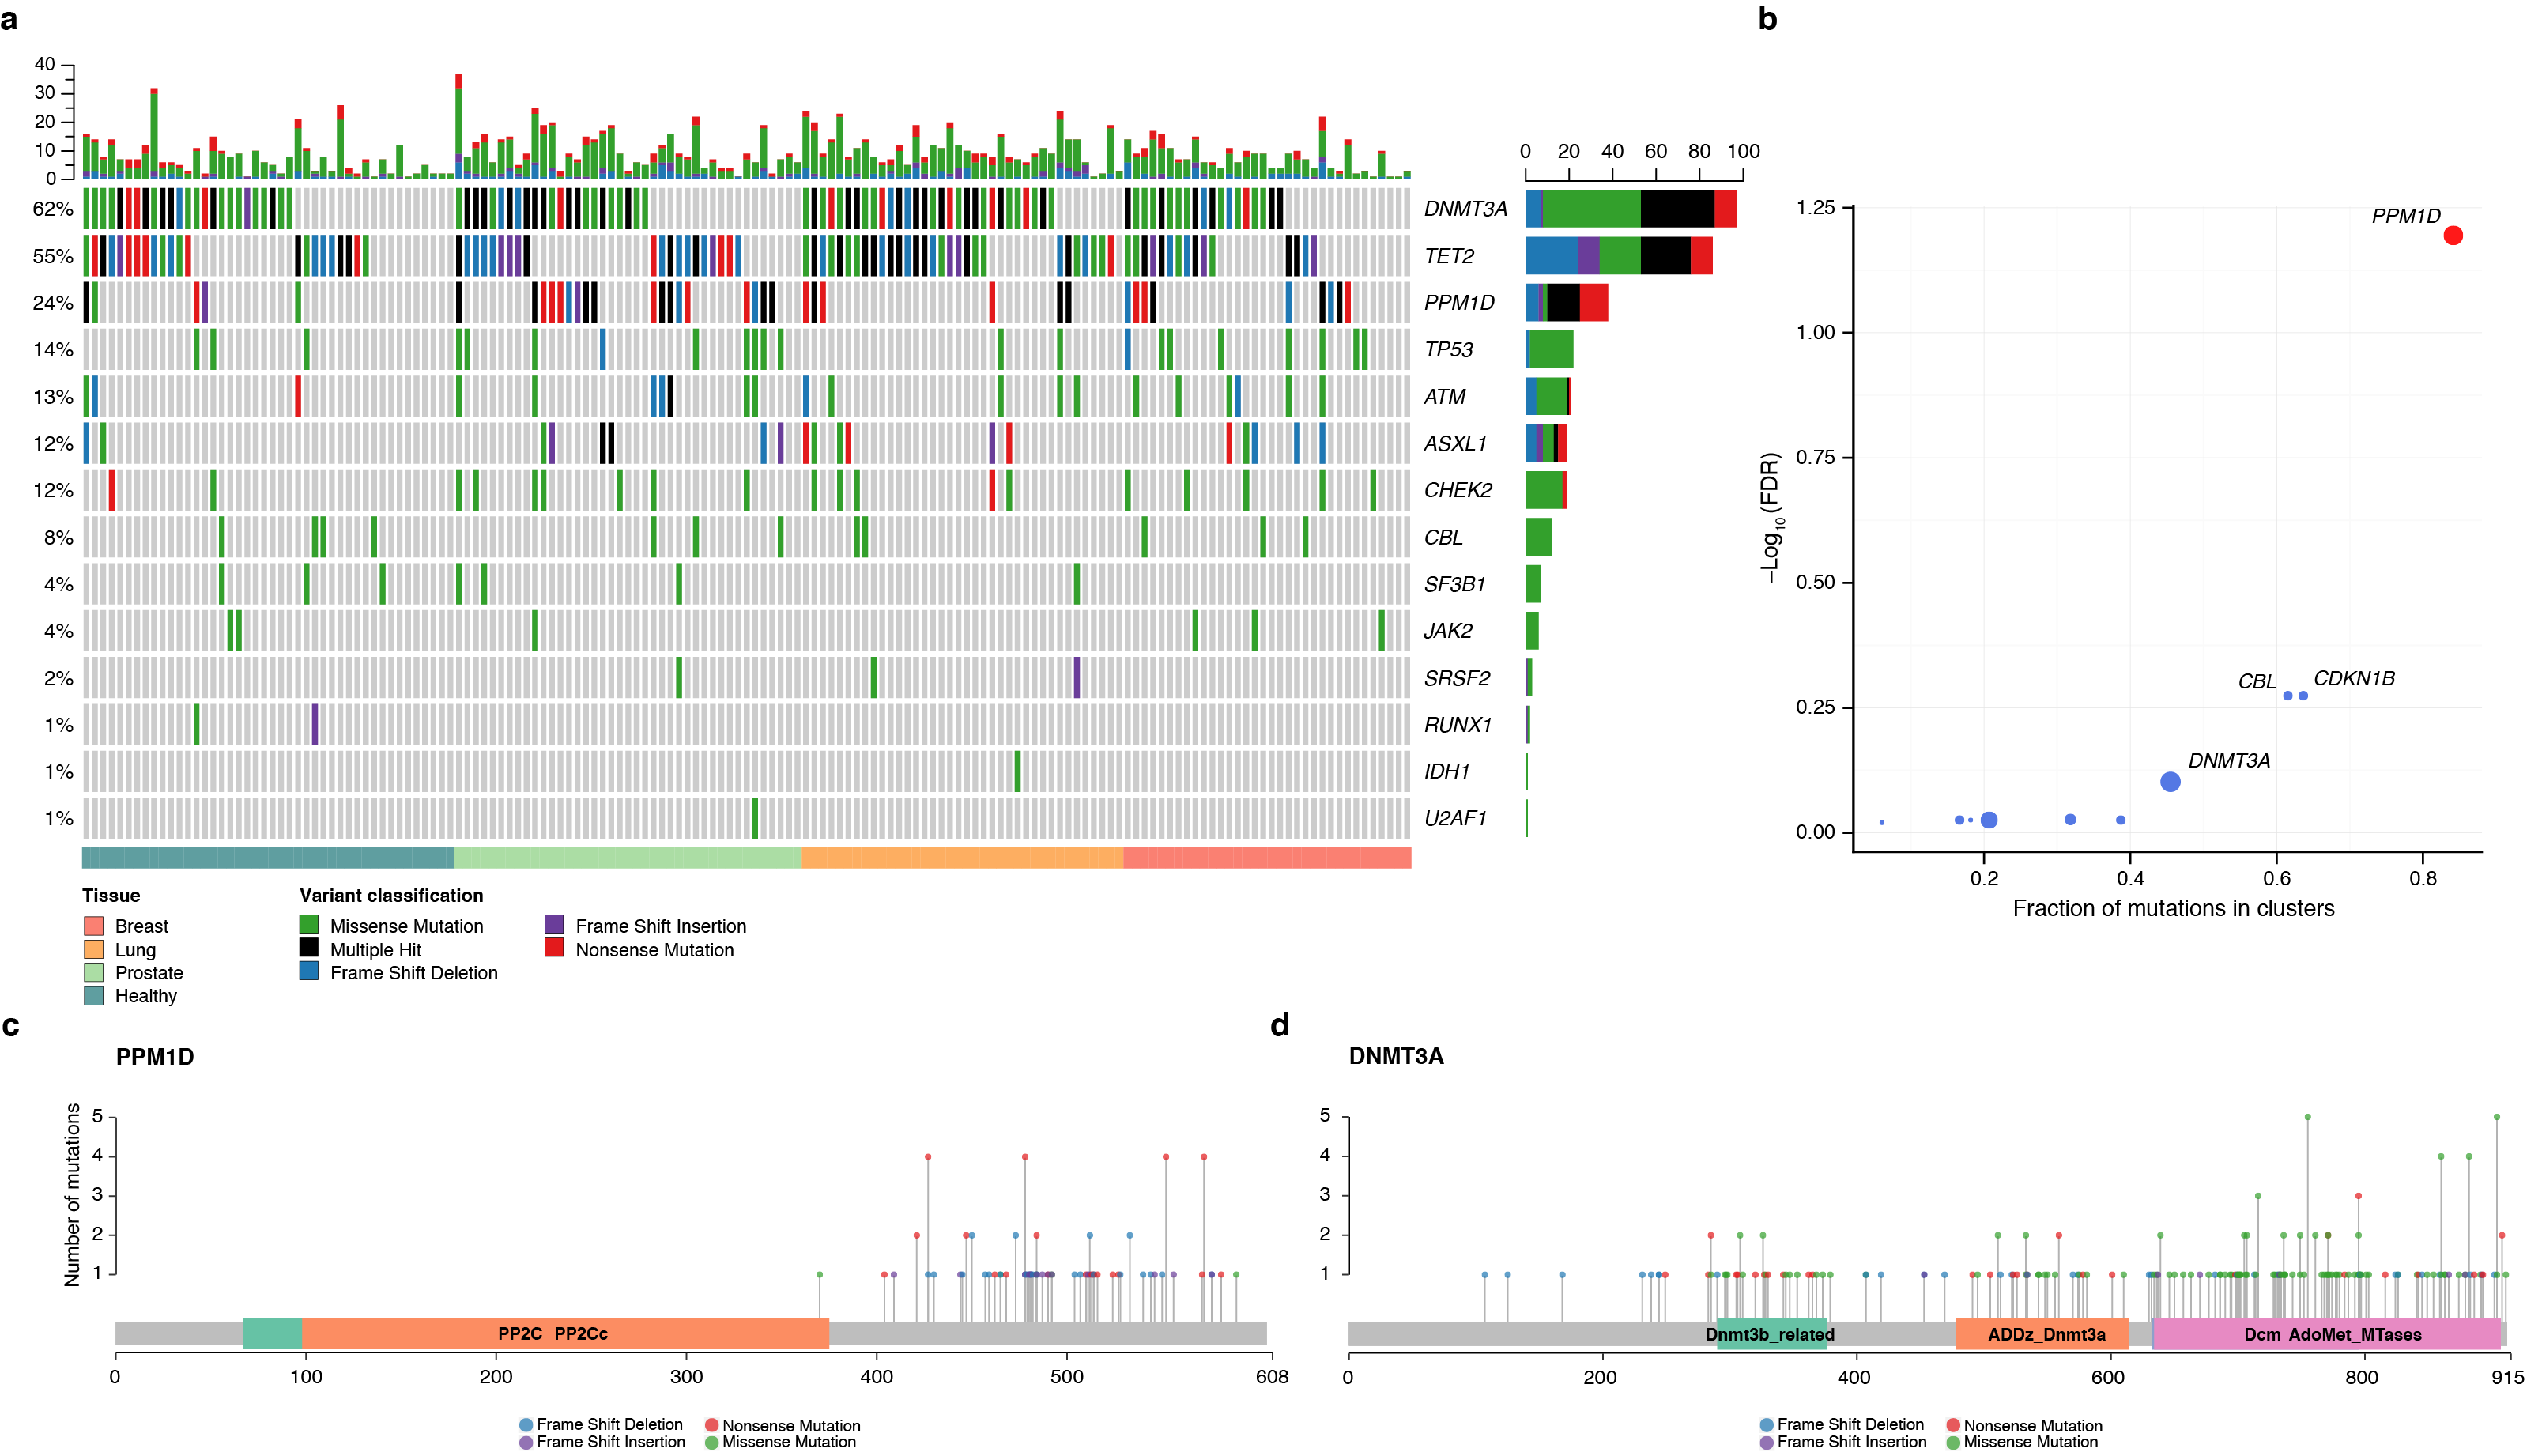 a
40
30
20
10
0
0 20 40 60 80 100
62% DNMT3A
55% TET2
24% PPM1D
14% TP53
13% ATM
12% ASXL1
12% CHEK2
8% CBL
4% SF3B1
4% JAK2
2% SRSF2
1% RUNX1
1% IDH1
1% U2AF1
Tissue
Breast
Lung
Prostate
Healthy
Variant classification
Missense Mutation
Multiple Hit
Frame Shift Deletion
Frame Shift Insertion
Nonsense Mutation
b
–Log10(FDR)
1.25
1.00
0.75
0.50
0.25
0.00
PPM1D
CBL
CDKN1B
DNMT3A
0.2 0.4 0.6 0.8
Fraction of mutations in clusters
c
PPM1D
Number of mutations
5
4
3
2
1
PP2C PP2Cc
0 100 200 300 400 500 608
Frame Shift Deletion
Frame Shift Insertion
Nonsense Mutation
Missense Mutation
d
DNMT3A
5
4
3
2
1
Dnmt3b_related ADDz_Dnmt3a Dcm AdoMet_MTases
0 200 400 600 800 915
Frame Shift Deletion
Frame Shift Insertion
Nonsense Mutation
Missense Mutation